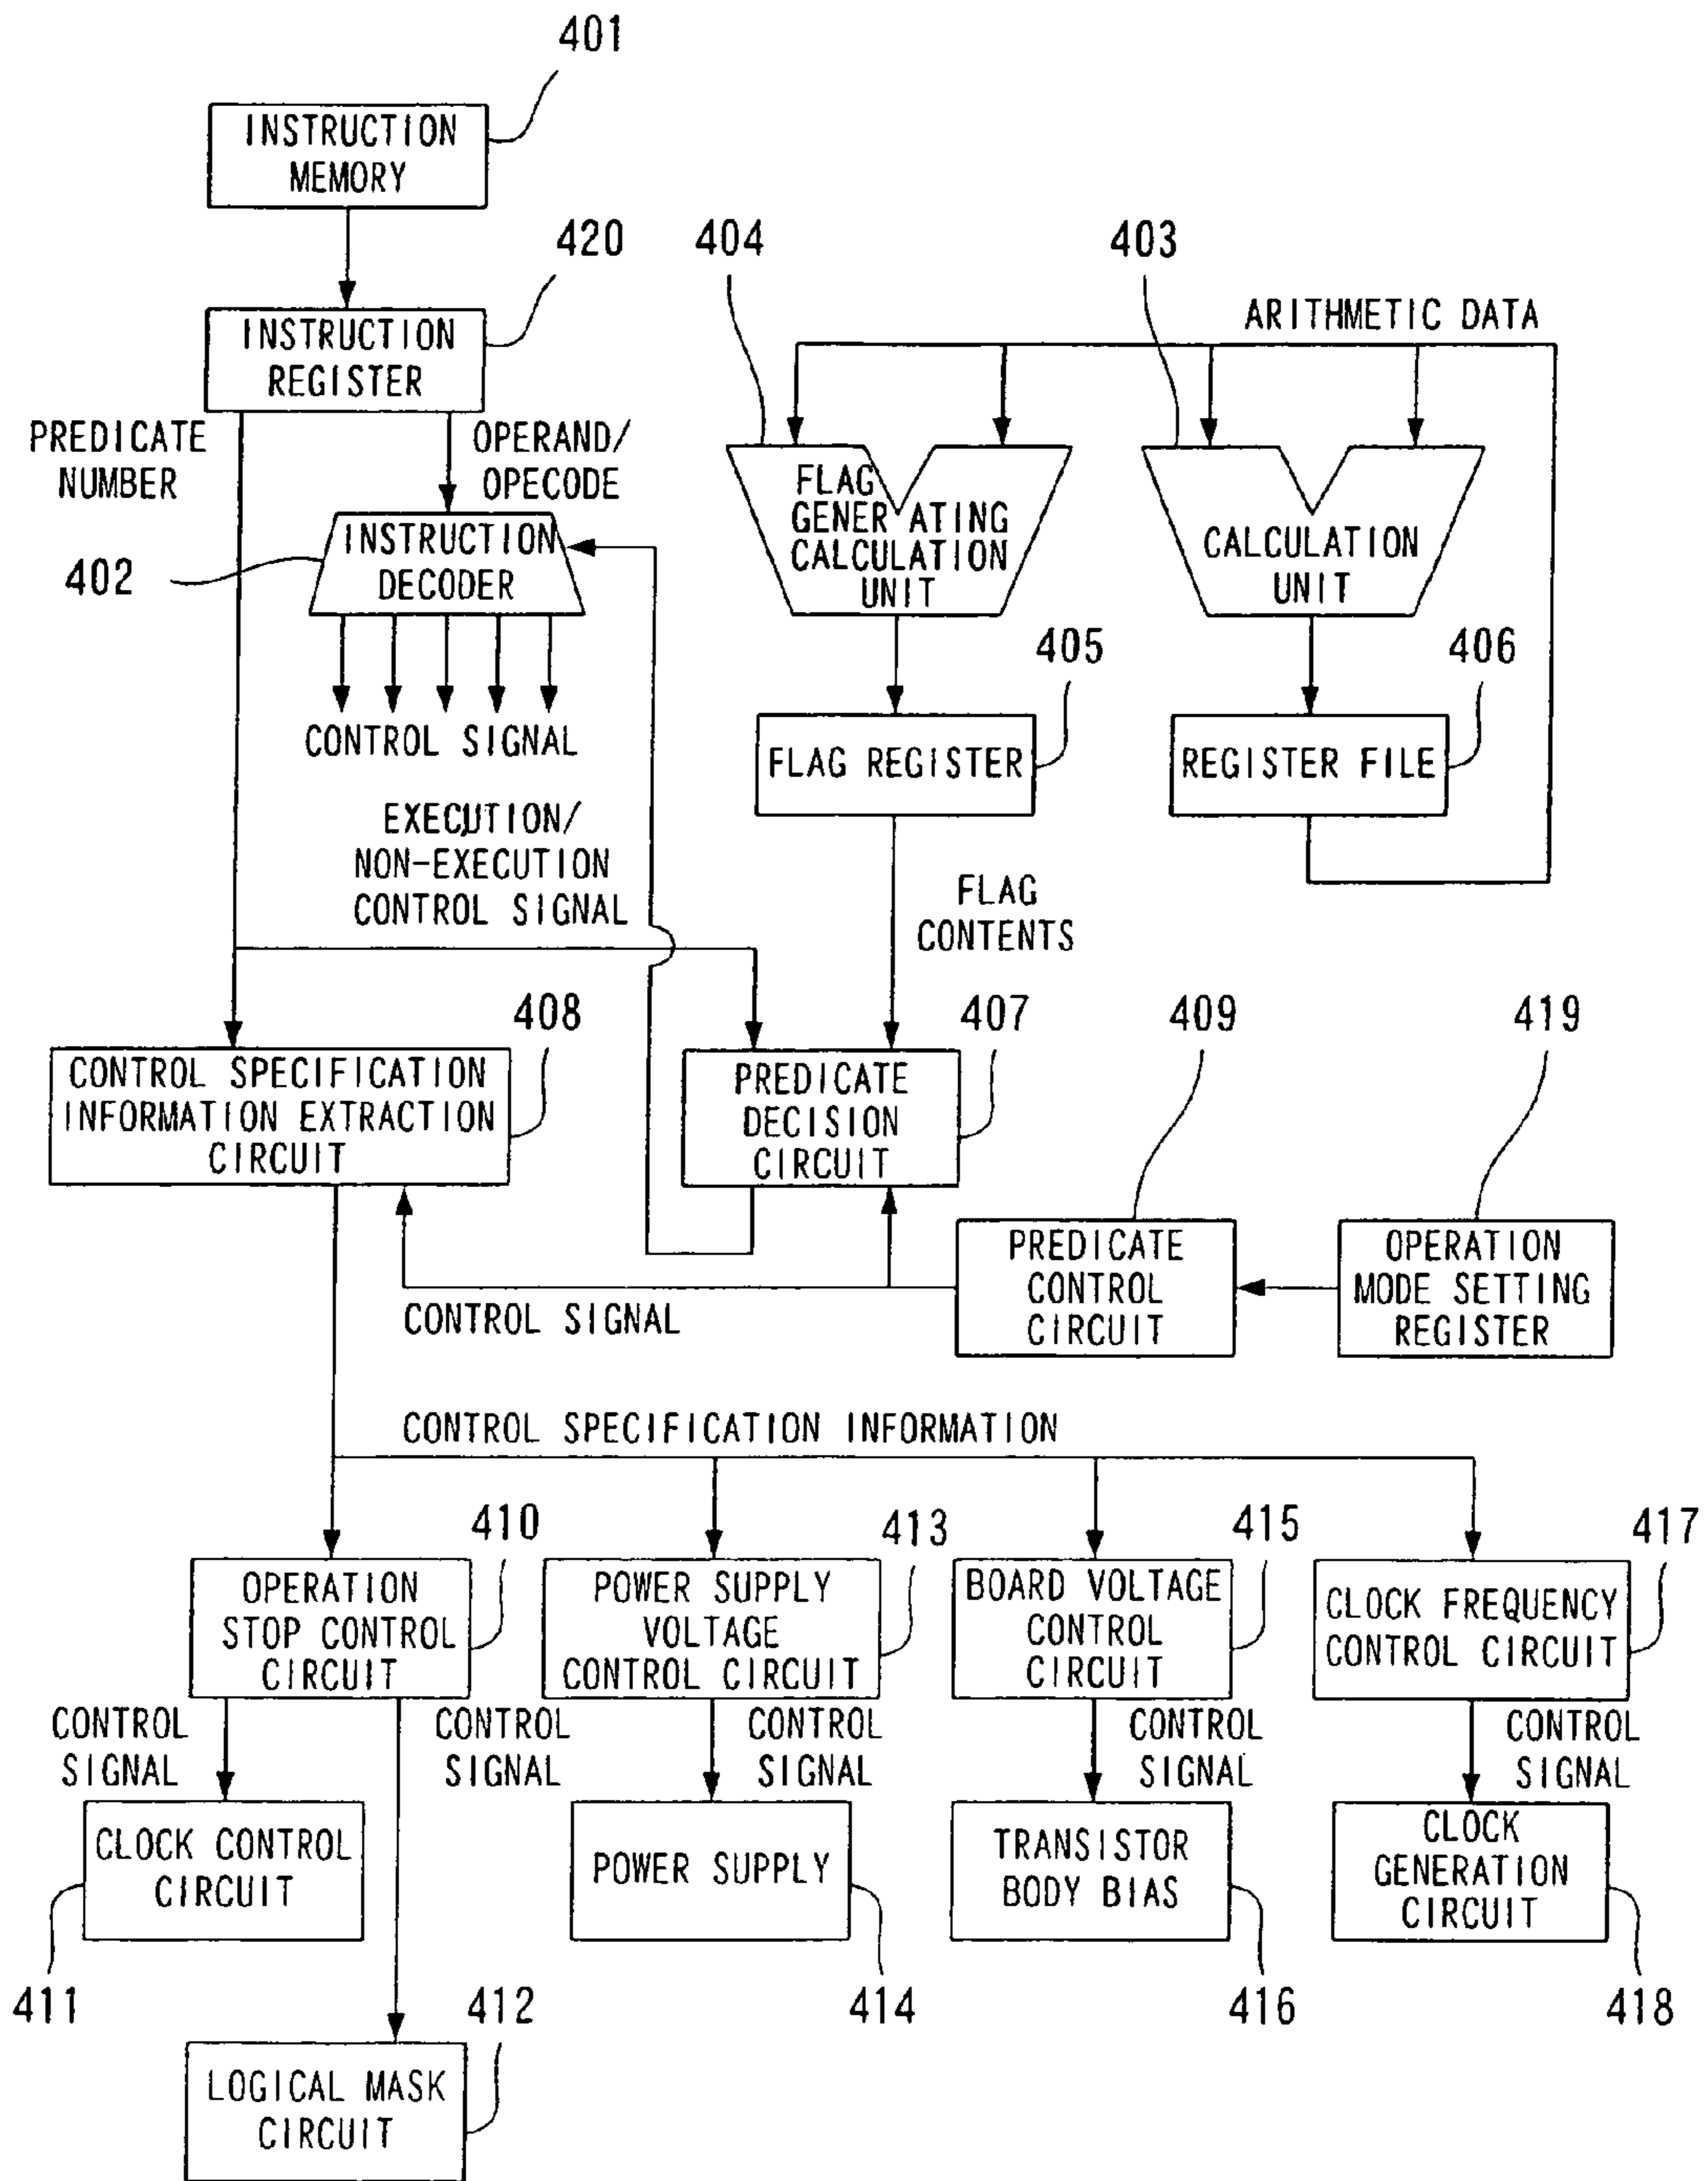 401
INSTRUCTION
MEMORY
420
404
403
ARITHMETIC DATA
INSTRUCTION
REGISTER
PREDICATE
NUMBER
OPERAND/
OPECODE
INSTRUCTION
DECODER
402
FLAG
GENERATING
CALCULATION
UNIT
CALCULATION
UNIT
CONTROL SIGNAL
405
406
FLAG REGISTER
REGISTER FILE
EXECUTION/
NON-EXECUTION
CONTROL SIGNAL
FLAG
CONTENTS
408
407
409
419
CONTROL SPECIFICATION
INFORMATION EXTRACTION
CIRCUIT
PREDICATE
DECISION
CIRCUIT
PREDICATE
CONTROL
CIRCUIT
OPERATION
MODE SETTING
REGISTER
CONTROL SIGNAL
CONTROL SPECIFICATION INFORMATION
410
413
415
417
OPERATION
STOP CONTROL
CIRCUIT
POWER SUPPLY
VOLTAGE
CONTROL CIRCUIT
BOARD VOLTAGE
CONTROL
CIRCUIT
CLOCK FREQUENCY
CONTROL CIRCUIT
CONTROL
SIGNAL
CONTROL
SIGNAL
CONTROL
SIGNAL
CONTROL
SIGNAL
CONTROL
SIGNAL
CLOCK CONTROL
CIRCUIT
POWER SUPPLY
TRANSISTOR
BODY BIAS
CLOCK
GENERATION
CIRCUIT
411
412
414
416
418
LOGICAL MASK
CIRCUIT